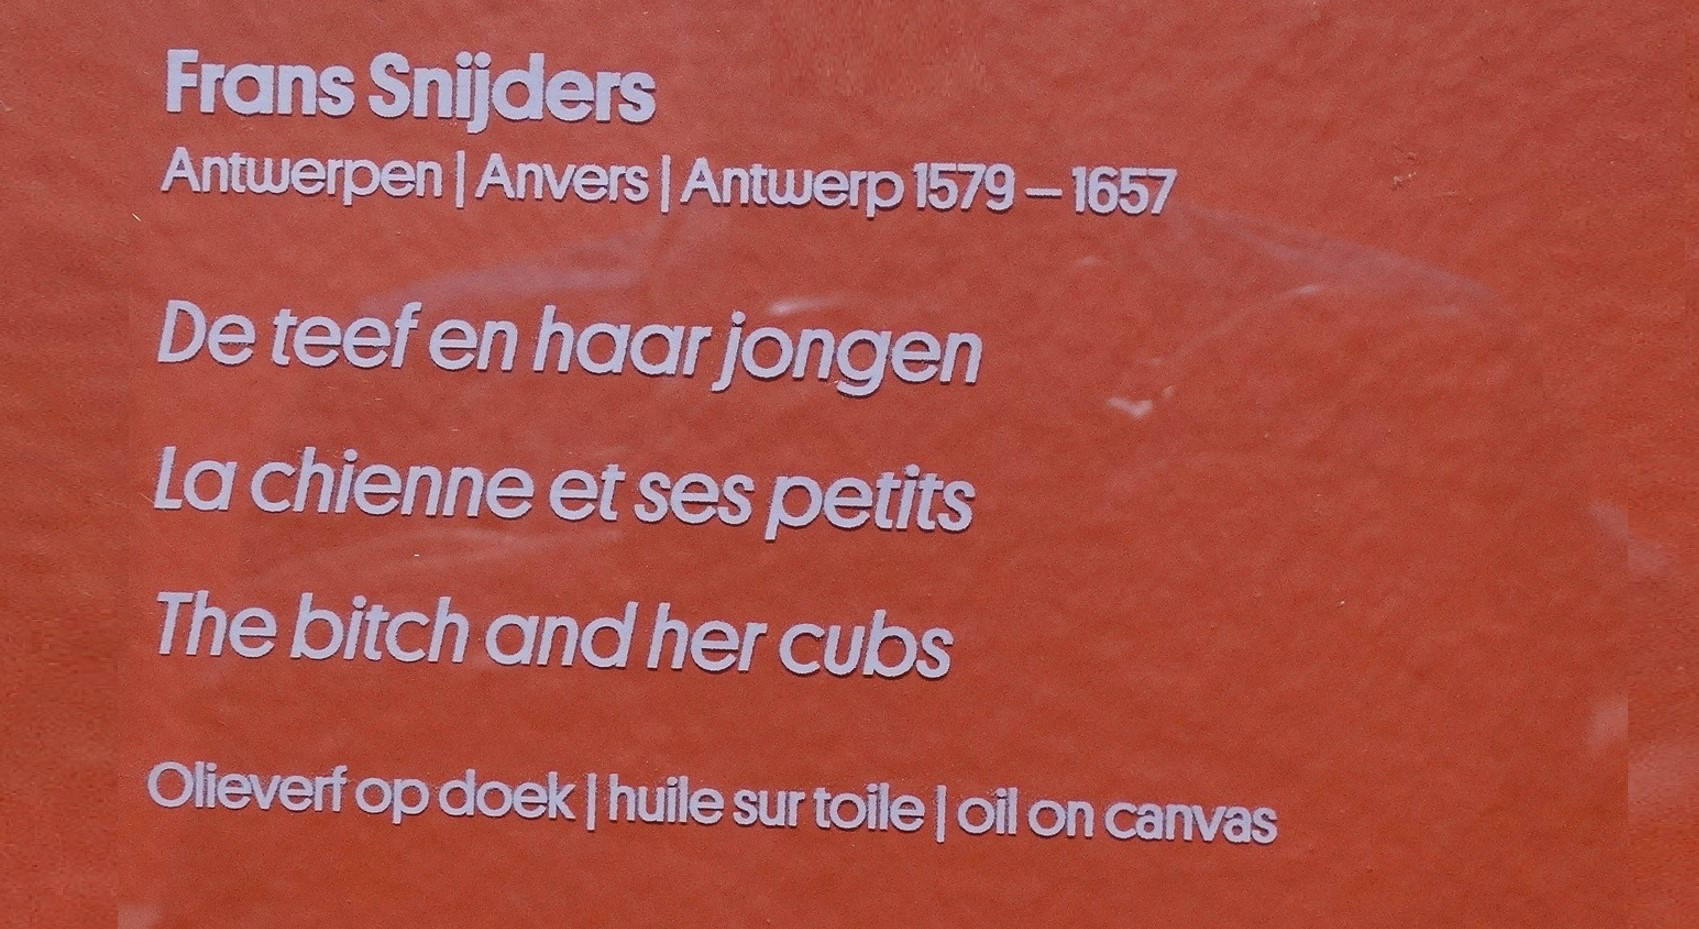 Frans Snijders
Antwerpen | Anvers | Antwerp 1579 – 1657
De teef en haar jongen
La chienne et ses petits
The bitch and her cubs
Olieverf op doek | huile sur toile | oil on canvas